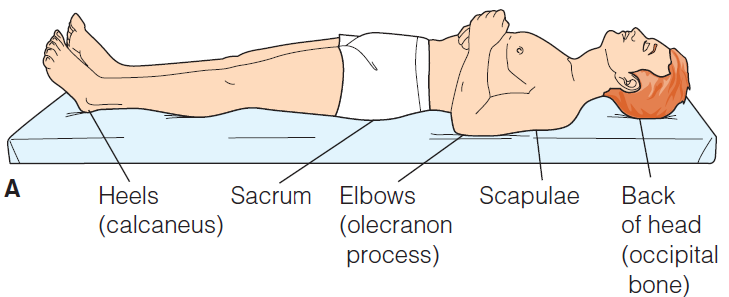 A
Heels
(calcaneus)
Sacrum
Elbows
(olecranon
process)
Scapulae
Back
of head
(occipital
bone)